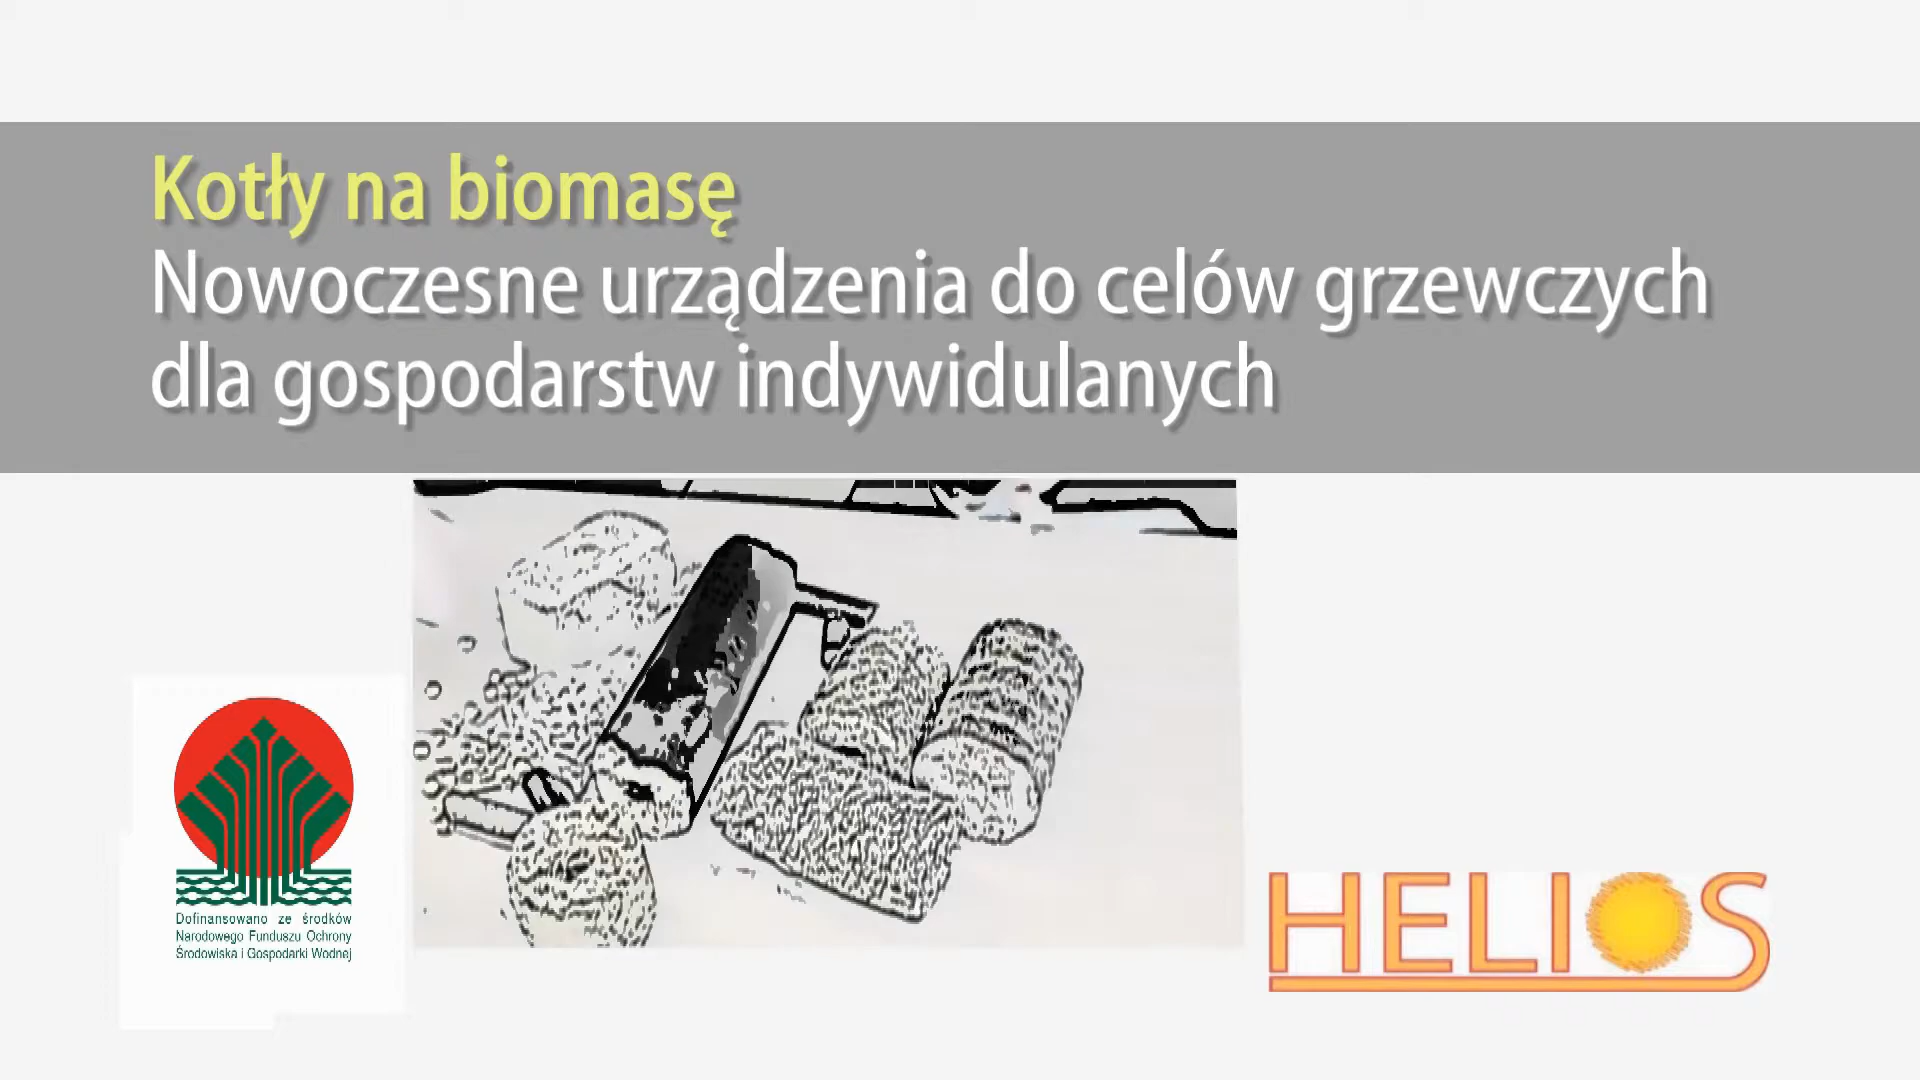 Kotły na biomasę
Nowoczesne urządzenia do celów grzewczych
dla gospodarstw indywidulanych
Dofinansowano ze środków
Narodowego Funduszu Ochrony
Środowiska i Gospodarki Wodnej
HELIOS